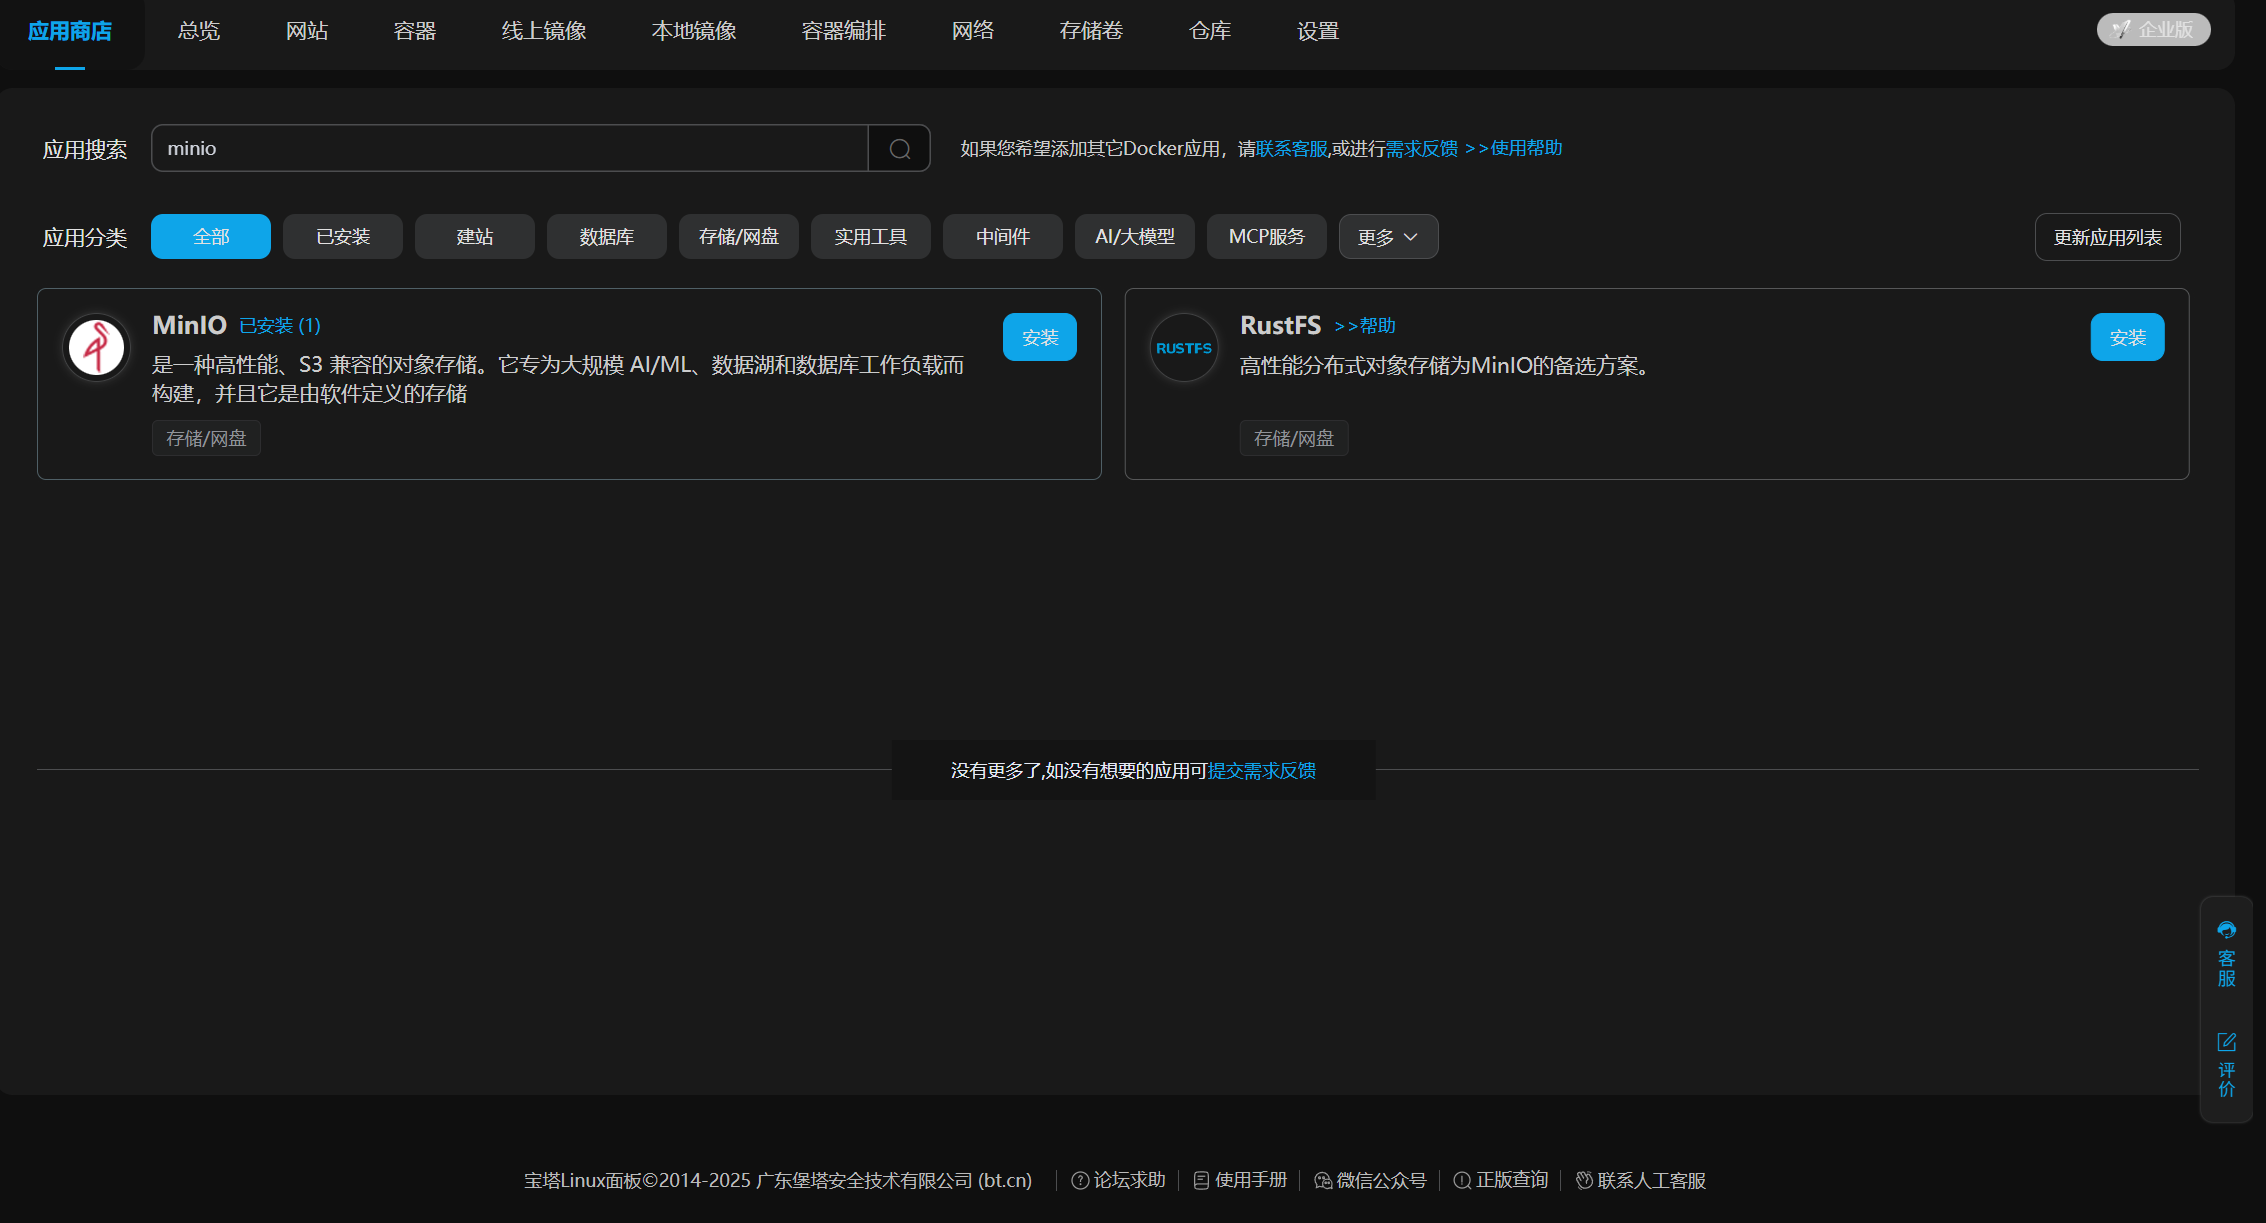 应用商店 总览 网站 容器 线上镜像 本地镜像 容器编排 网络 存储卷 仓库 设置 企业版
应用搜索 minio 如果您希望添加其它Docker应用，请联系客服,或进行需求反馈 >>使用帮助
应用分类 全部 已安装 建站 数据库 存储/网盘 实用工具 中间件 AI/大模型 MCP服务 更多 更新应用列表
MinIO 已安装 (1)
安装
是一种高性能、S3 兼容的对象存储。它专为大规模 AI/ML、数据湖和数据库工作负载而
构建，并且它是由软件定义的存储
存储/网盘
RUSTFS
RustFS >>帮助
安装
高性能分布式对象存储为MinIO的备选方案。
存储/网盘
没有更多了,如没有想要的应用可提交需求反馈
客
服
评
价
宝塔Linux面板©2014-2025 广东堡塔安全技术有限公司 (bt.cn) 论坛求助 使用手册 微信公众号 正版查询 联系人工客服